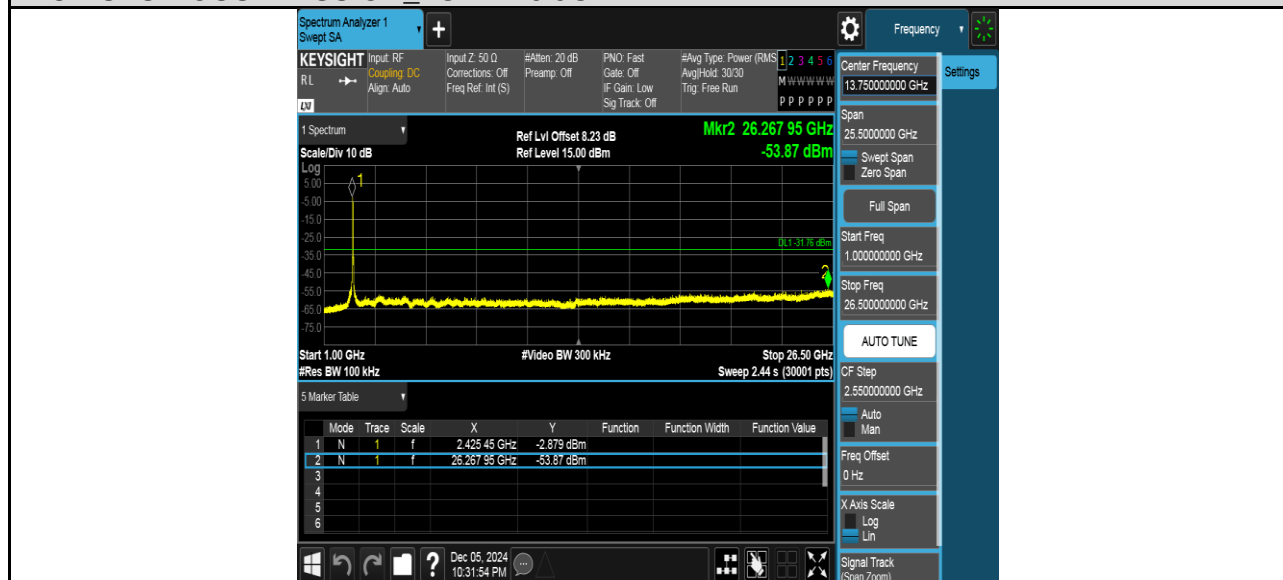 Spectrum Analyzer 1
Swept SA
+
Frequency
KEYSIGHT
RL
LXI
Input: RF
Coupling: DC
Align: Auto
Input Z: 50 Ω
Corrections: Off
Freq Ref: Int (S)
#Atten: 20 dB
Preamp: Off
PNO: Fast
Gate: Off
IF Gain: Low
Sig Track: Off
#Avg Type: Power (RMS
Avg|Hold: 30/30
Trig: Free Run
1 2 3 4 5 6
M W W W W W
P P P P P P
Center Frequency
13.750000000 GHz
Settings
Span
25.5000000 GHz
Swept Span
Zero Span
Full Span
Start Freq
1.000000000 GHz
Stop Freq
26.500000000 GHz
AUTO TUNE
CF Step
2.550000000 GHz
Auto
Man
Freq Offset
0 Hz
X Axis Scale
Log
Lin
Signal Track
(Span Zoom)
1 Spectrum
Scale/Div 10 dB
Ref Lvl Offset 8.23 dB
Ref Level 15.00 dBm
Mkr2 26.267 95 GHz
-53.87 dBm
Log
5.00
-5.00
-15.0
-25.0
-35.0
-45.0
-55.0
-65.0
-75.0
1
DL1 -31.76 dBm
2
Start 1.00 GHz
#Video BW 300 kHz
Stop 26.50 GHz
#Res BW 100 kHz
Sweep 2.44 s (30001 pts)
5 Marker Table
Mode Trace Scale X Y Function Function Width Function Value
1 N 1 f 2.425 45 GHz -2.879 dBm
2 N 1 f 26.267 95 GHz -53.87 dBm
3
4
5
6
?
Dec 05, 2024
10:31:54 PM